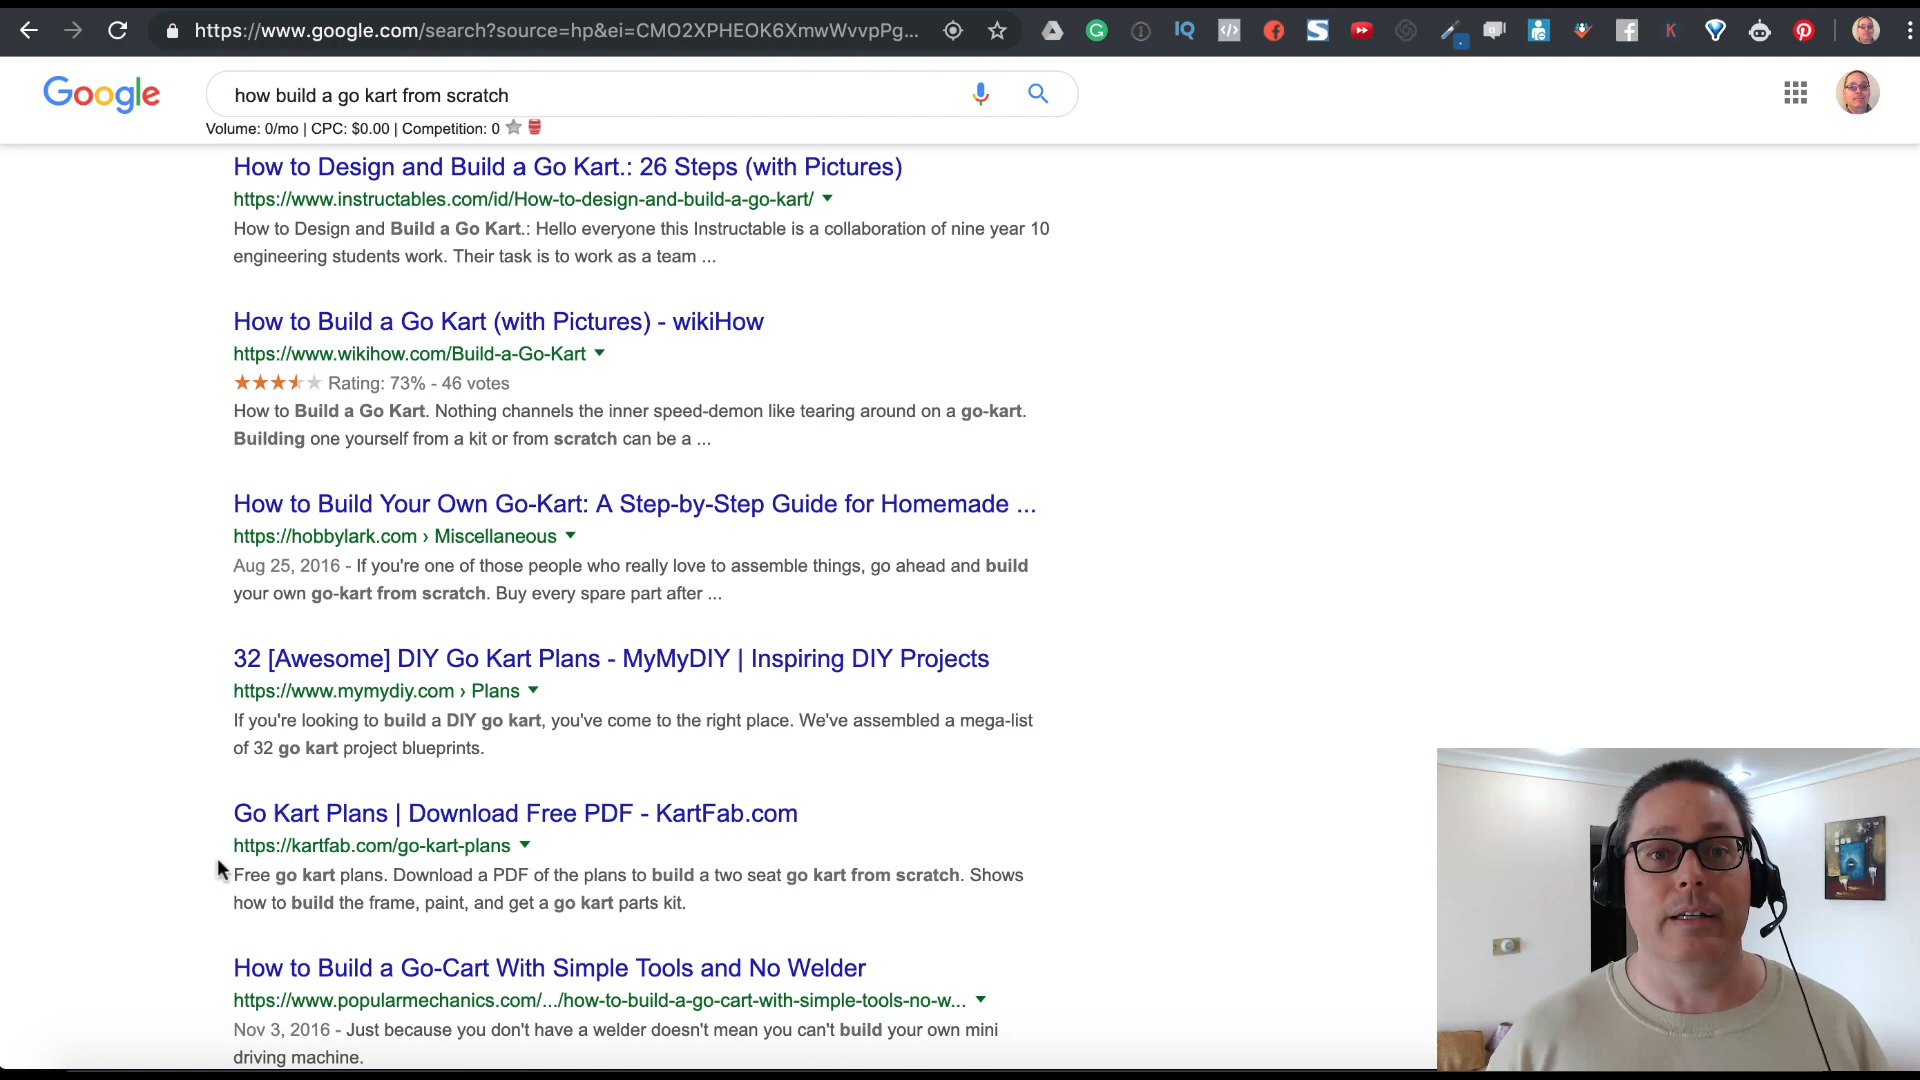 https://www.google.com/search?source=hp&ei=CMO2XPHEOK6XmwWvvpPg...
Google
how build a go kart from scratch
Volume: 0/mo | CPC: $0.00 | Competition: 0
How to Design and Build a Go Kart.: 26 Steps (with Pictures)
https://www.instructables.com/id/How-to-design-and-build-a-go-kart/
How to Design and Build a Go Kart.: Hello everyone this Instructable is a collaboration of nine year 10
engineering students work. Their task is to work as a team ...
How to Build a Go Kart (with Pictures) - wikiHow
https://www.wikihow.com/Build-a-Go-Kart
Rating: 73% - 46 votes
How to Build a Go Kart. Nothing channels the inner speed-demon like tearing around on a go-kart.
Building one yourself from a kit or from scratch can be a ...
How to Build Your Own Go-Kart: A Step-by-Step Guide for Homemade ...
https://hobbylark.com › Miscellaneous
Aug 25, 2016 - If you're one of those people who really love to assemble things, go ahead and build
your own go-kart from scratch. Buy every spare part after ...
32 [Awesome] DIY Go Kart Plans - MyMyDIY | Inspiring DIY Projects
https://www.mymydiy.com › Plans
If you're looking to build a DIY go kart, you've come to the right place. We've assembled a mega-list
of 32 go kart project blueprints.
Go Kart Plans | Download Free PDF - KartFab.com
https://kartfab.com/go-kart-plans
Free go kart plans. Download a PDF of the plans to build a two seat go kart from scratch. Shows
how to build the frame, paint, and get a go kart parts kit.
How to Build a Go-Cart With Simple Tools and No Welder
https://www.popularmechanics.com/.../how-to-build-a-go-cart-with-simple-tools-no-w...
Nov 3, 2016 - Just because you don't have a welder doesn't mean you can't build your own mini
driving machine.